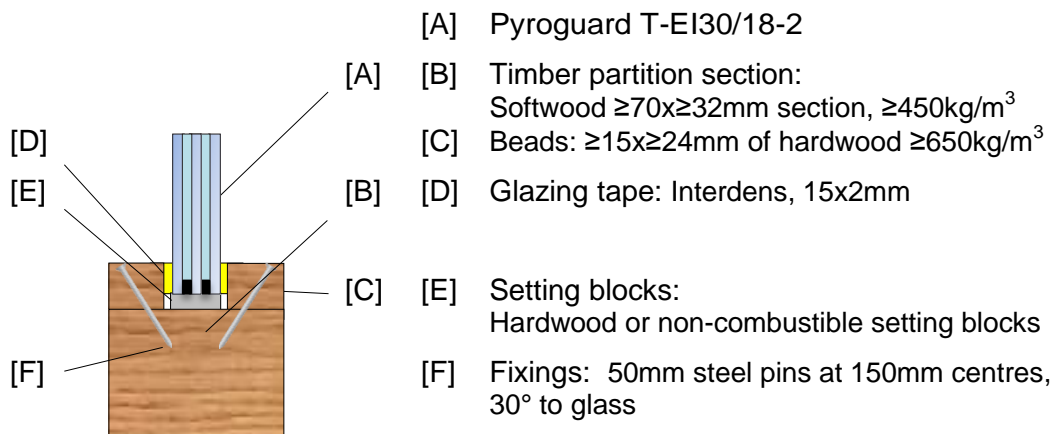 [A] Pyroguard T-EI30/18-2
[A] [B] Timber partition section:
Softwood ≥70x≥32mm section, ≥450kg/m³
[D] [C] Beads: ≥15x≥24mm of hardwood ≥650kg/m³
[E] [B] [D] Glazing tape: Interdens, 15x2mm
[C] [E] Setting blocks:
Hardwood or non-combustible setting blocks
[F] [F] Fixings: 50mm steel pins at 150mm centres,
30° to glass